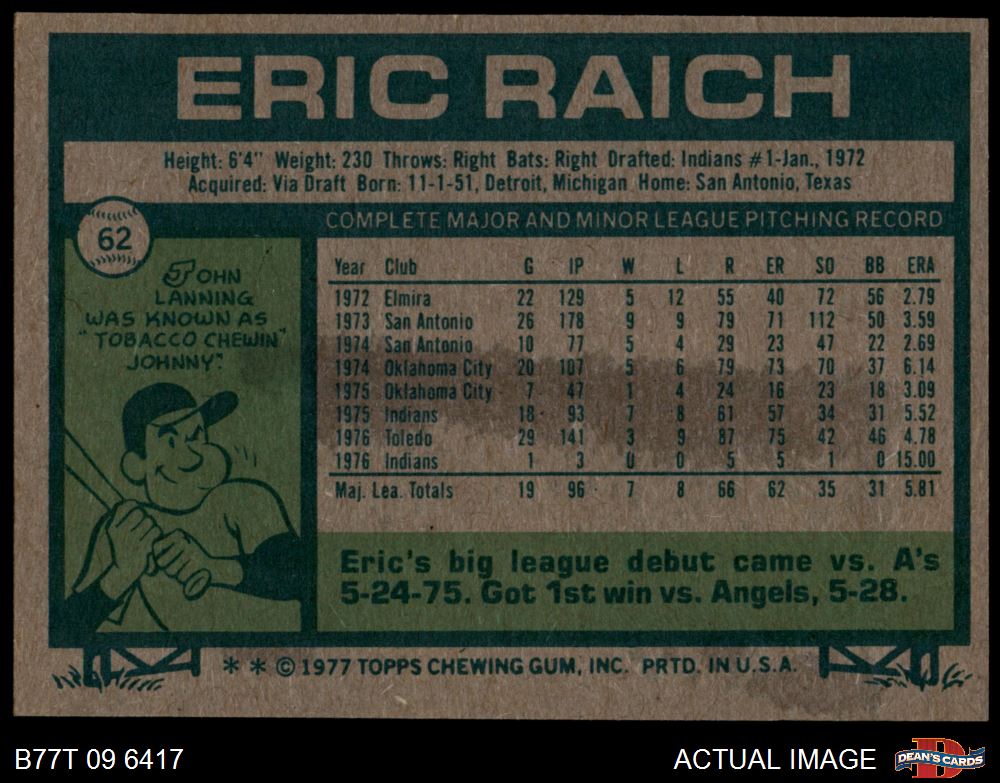 ERIC RAICH
Height: 6'4" Weight: 230 Throws: Right Bats: Right Drafted: Indians #1-Jan., 1972
Acquired: Via Draft Born: 11-1-51, Detroit, Michigan Home: San Antonio, Texas
62
JOHN
LANNING
WAS KNOWN AS
"TOBACCO CHEWIN'
JOHNNY."
COMPLETE MAJOR AND MINOR LEAGUE PITCHING RECORD
Year Club G IP W L R ER SO BB ERA
1972 Elmira 22 129 5 12 55 40 72 56 2.79
1973 San Antonio 26 178 9 9 79 71 112 50 3.59
1974 San Antonio 10 77 5 4 29 23 47 22 2.69
1974 Oklahoma City 20 107 5 6 79 73 70 37 6.14
1975 Oklahoma City 7 47 1 4 24 16 23 18 3.09
1975 Indians 18 93 7 8 61 57 34 31 5.52
1976 Toledo 29 141 3 9 87 75 42 46 4.78
1976 Indians 1 3 0 0 5 5 1 0 15.00
Maj. Lea. Totals 19 96 7 8 66 62 35 31 5.81
Eric's big league debut came vs. A's
5-24-75. Got 1st win vs. Angels, 5-28.
* * © 1977 TOPPS CHEWING GUM, INC. PRTD. IN U.S.A.
B77T 09 6417
ACTUAL IMAGE
D
DEAN'S CARDS